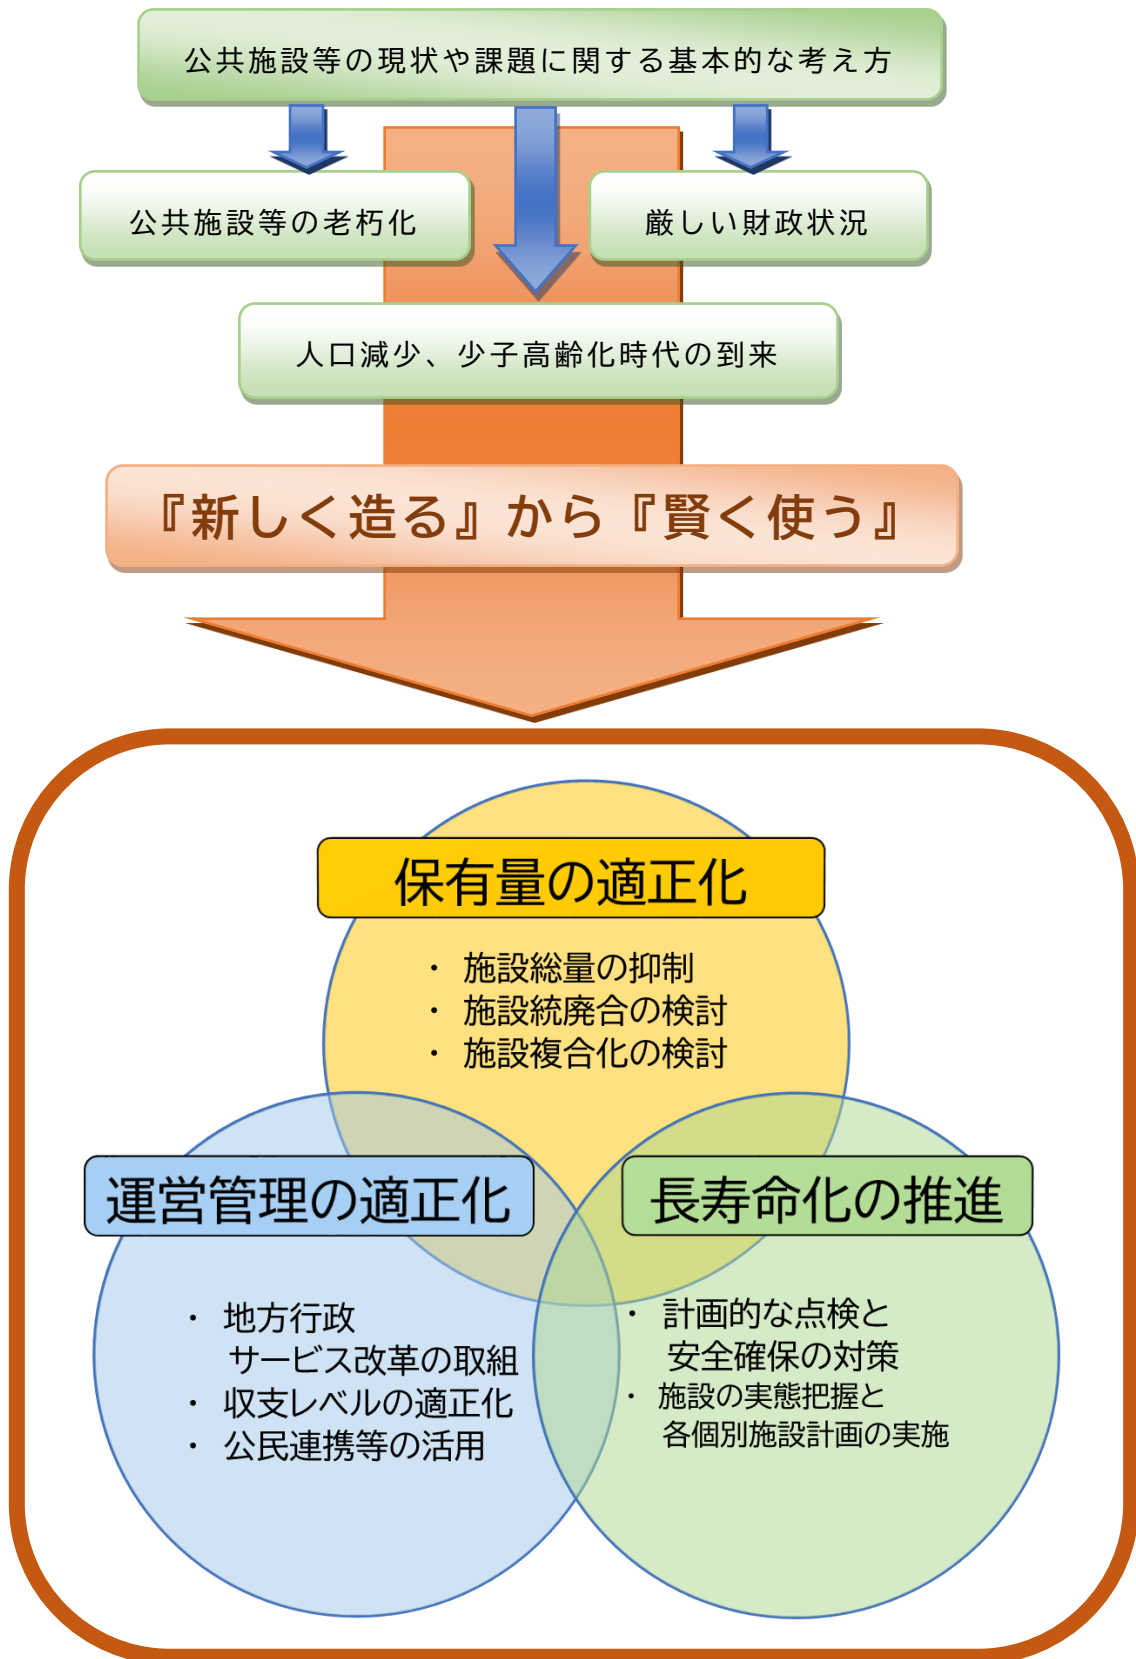 公共施設等の現状や課題に関する基本的な考え方
公共施設等の老朽化
厳しい財政状況
人口減少、少子高齢化時代の到来
『新しく造る』から『賢く使う』
保有量の適正化
・ 施設総量の抑制
・ 施設統廃合の検討
・ 施設複合化の検討
運営管理の適正化
・ 地方行政
サービス改革の取組
・ 収支レベルの適正化
・ 公民連携等の活用
長寿命化の推進
・ 計画的な点検と
安全確保の対策
・ 施設の実態把握と
各個別施設計画の実施